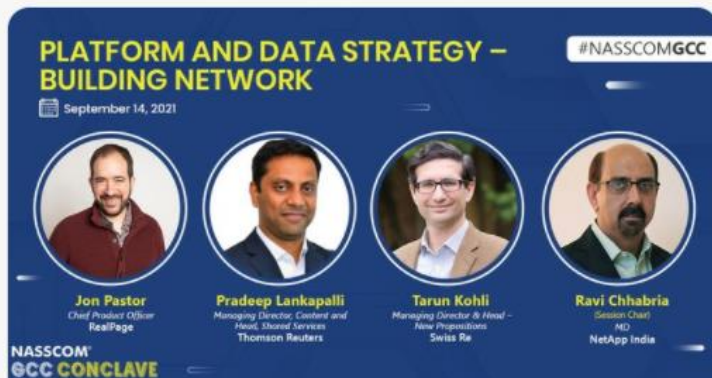 PLATFORM AND DATA STRATEGY –
BUILDING NETWORK
#NASSCOMGCC
September 14, 2021
Jon Pastor
Chief Product Officer
RealPage
Pradeep Lankapalli
Managing Director, Content and
Head, Shared Services
Thomson Reuters
Tarun Kohli
Managing Director & Head –
New Propositions
Swiss Re
Ravi Chhabria
(Session Chair)
MD
NetApp India
NASSCOM®
GCC CONCLAVE